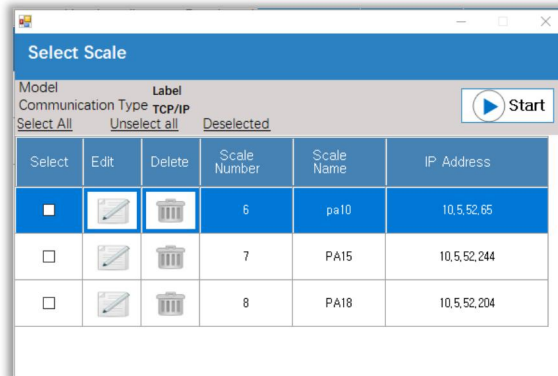 Select Scale
Model Label
Communication Type TCP/IP
Start
Select All Unselect all Deselected
Select Edit Delete Scale Number Scale Name IP Address
6 pa10 10,5,52,65
7 PA15 10,5,52,244
8 PA18 10,5,52,204